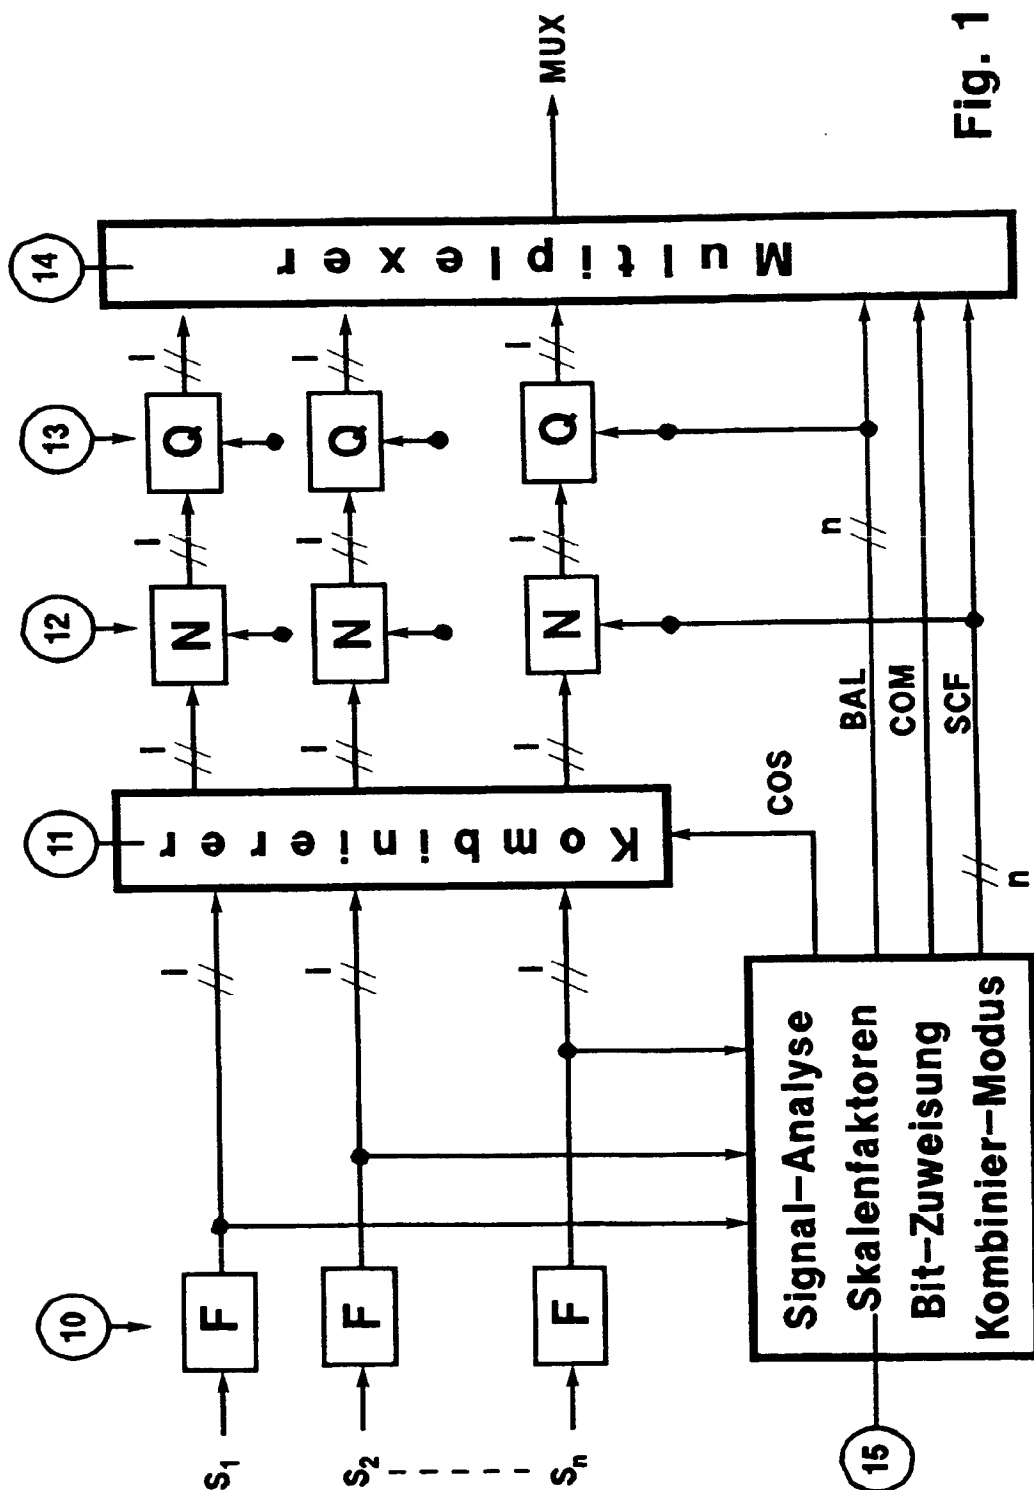 10
11
12
13
14
S1
S2
Sn
F
F
F
l
l
l
Kombinierer
l
l
l
N
N
N
l
l
l
Q
Q
Q
l
l
l
Multiplexer
MUX
COS
BAL
COM
SCF
n
n
15
Signal-Analyse
Skalenfaktoren
Bit-Zuweisung
Kombinier-Modus
Fig. 1